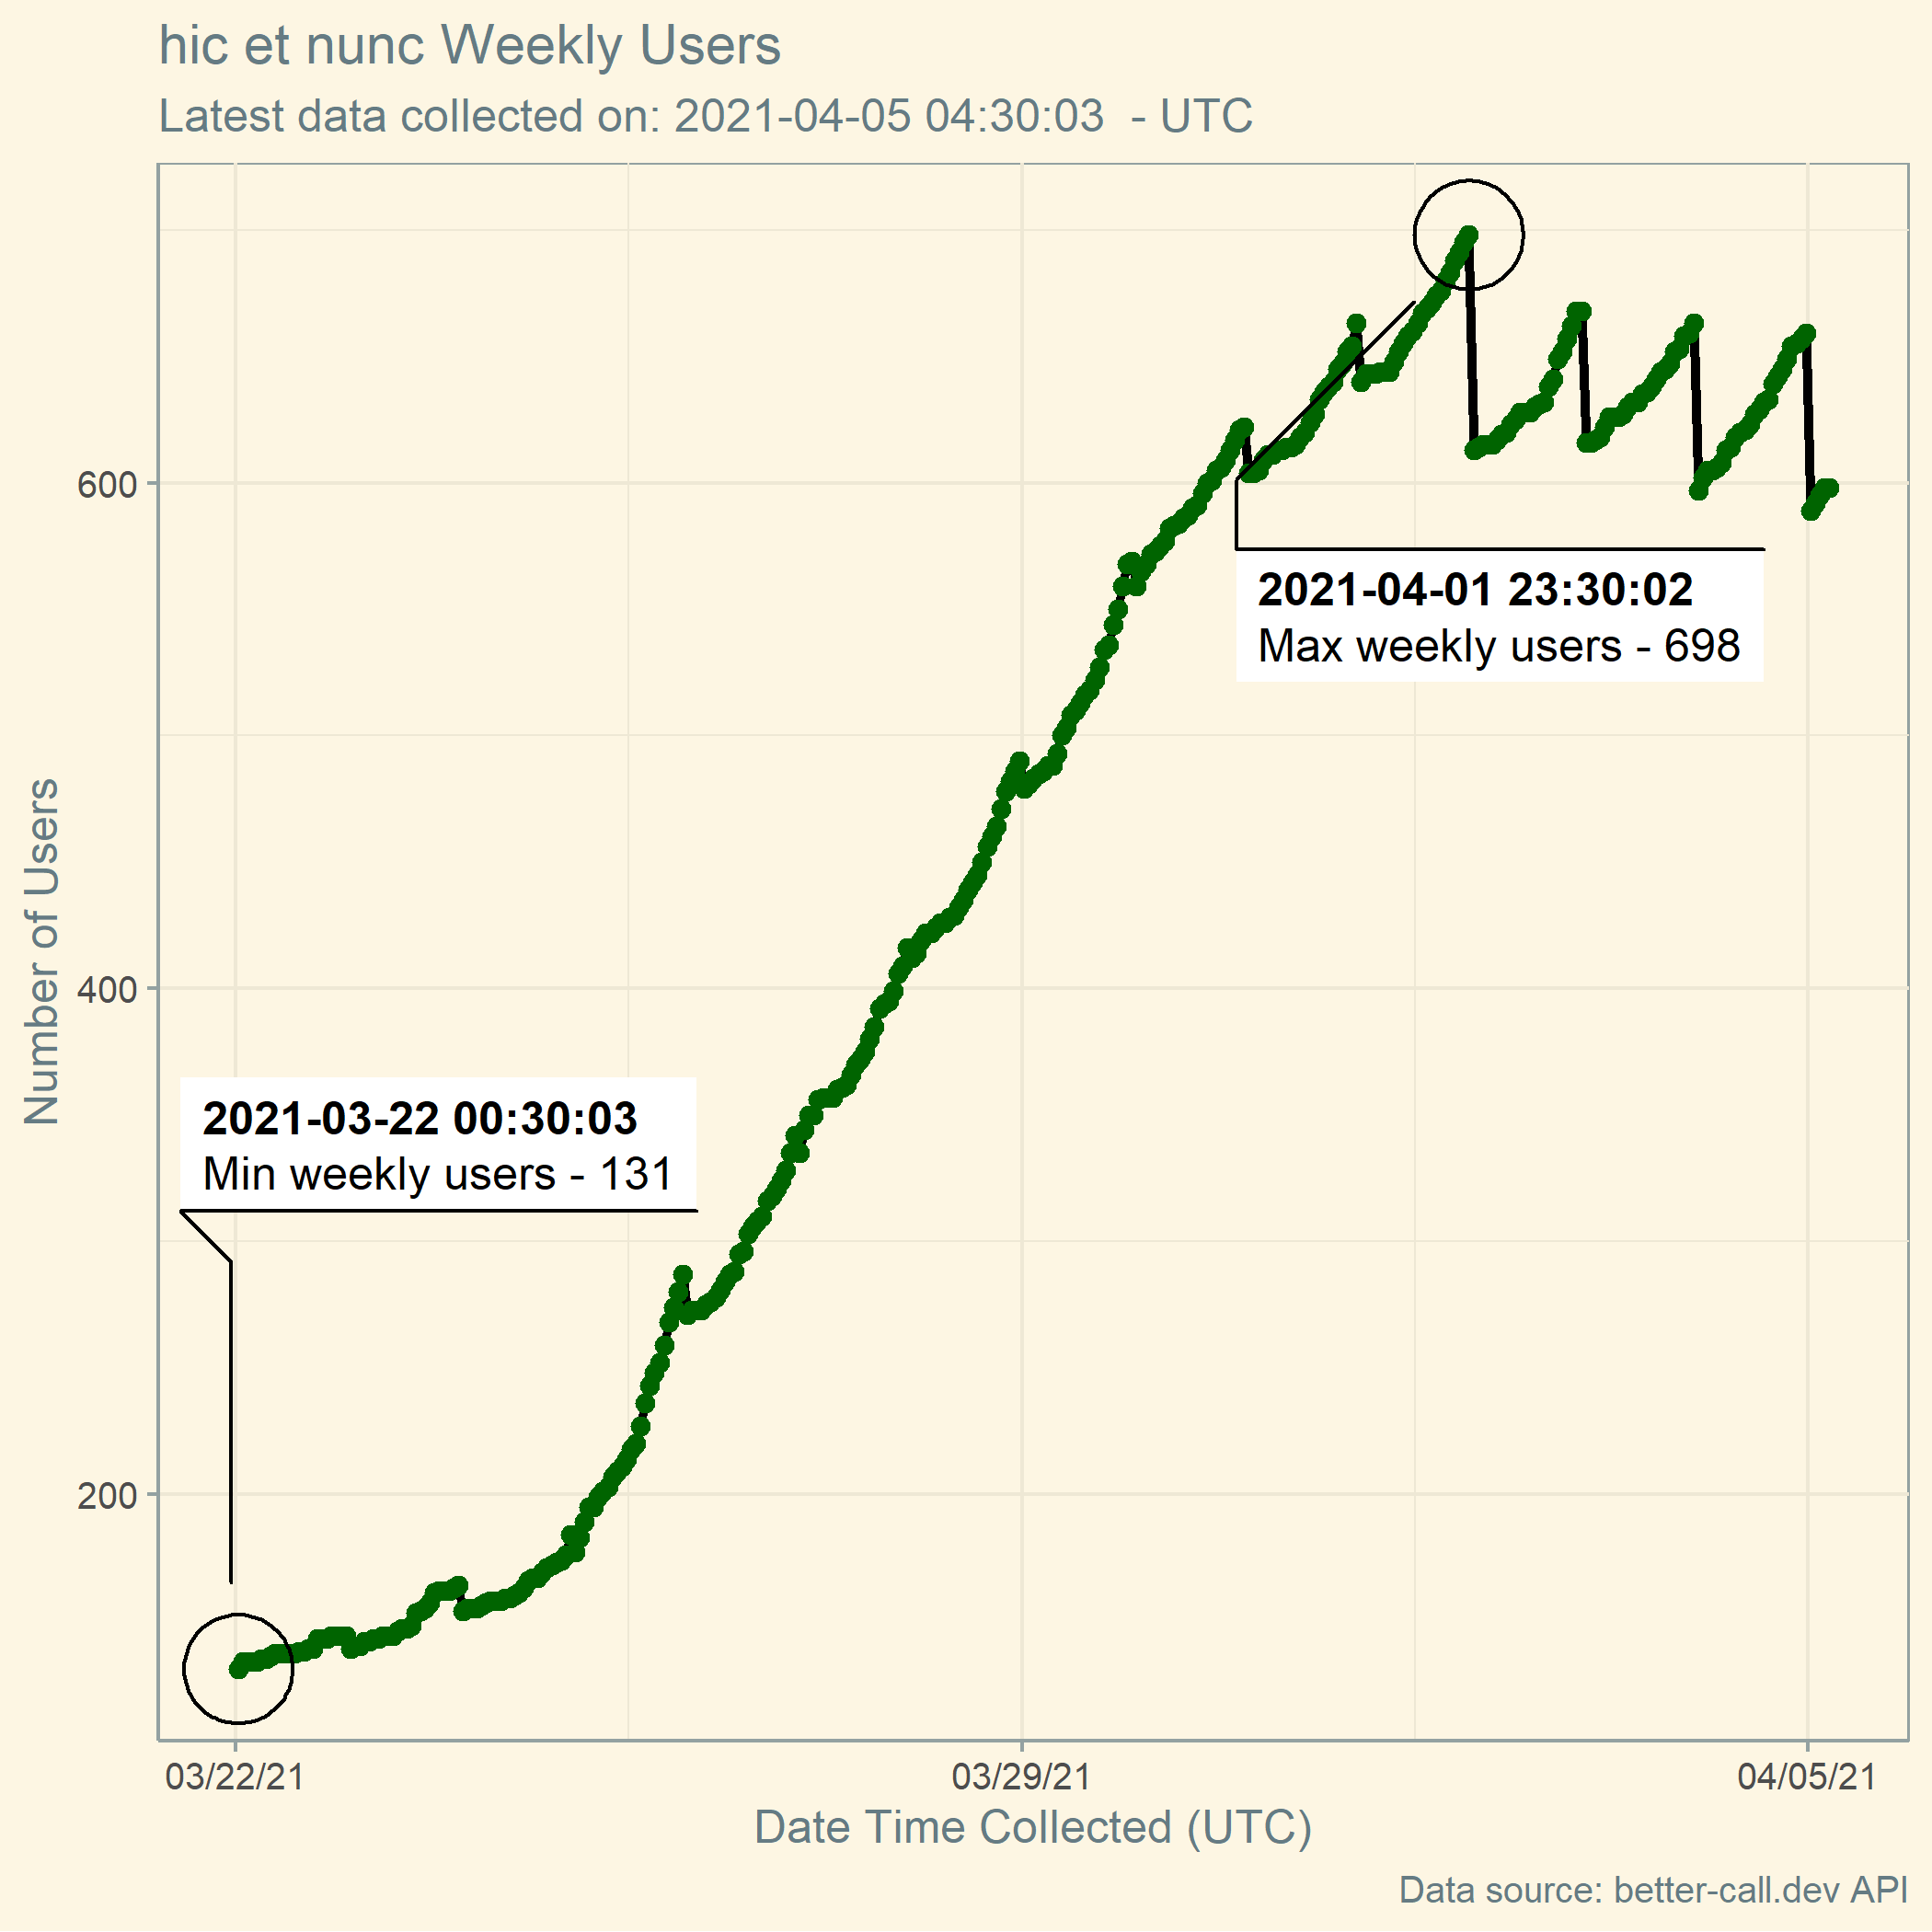 hic et nunc Weekly Users
Latest data collected on: 2021-04-05 04:30:03  - UTC
Number of Users
600
400
200
2021-04-01 23:30:02
Max weekly users - 698
2021-03-22 00:30:03
Min weekly users - 131
03/22/21
03/29/21
04/05/21
Date Time Collected (UTC)
Data source: better-call.dev API